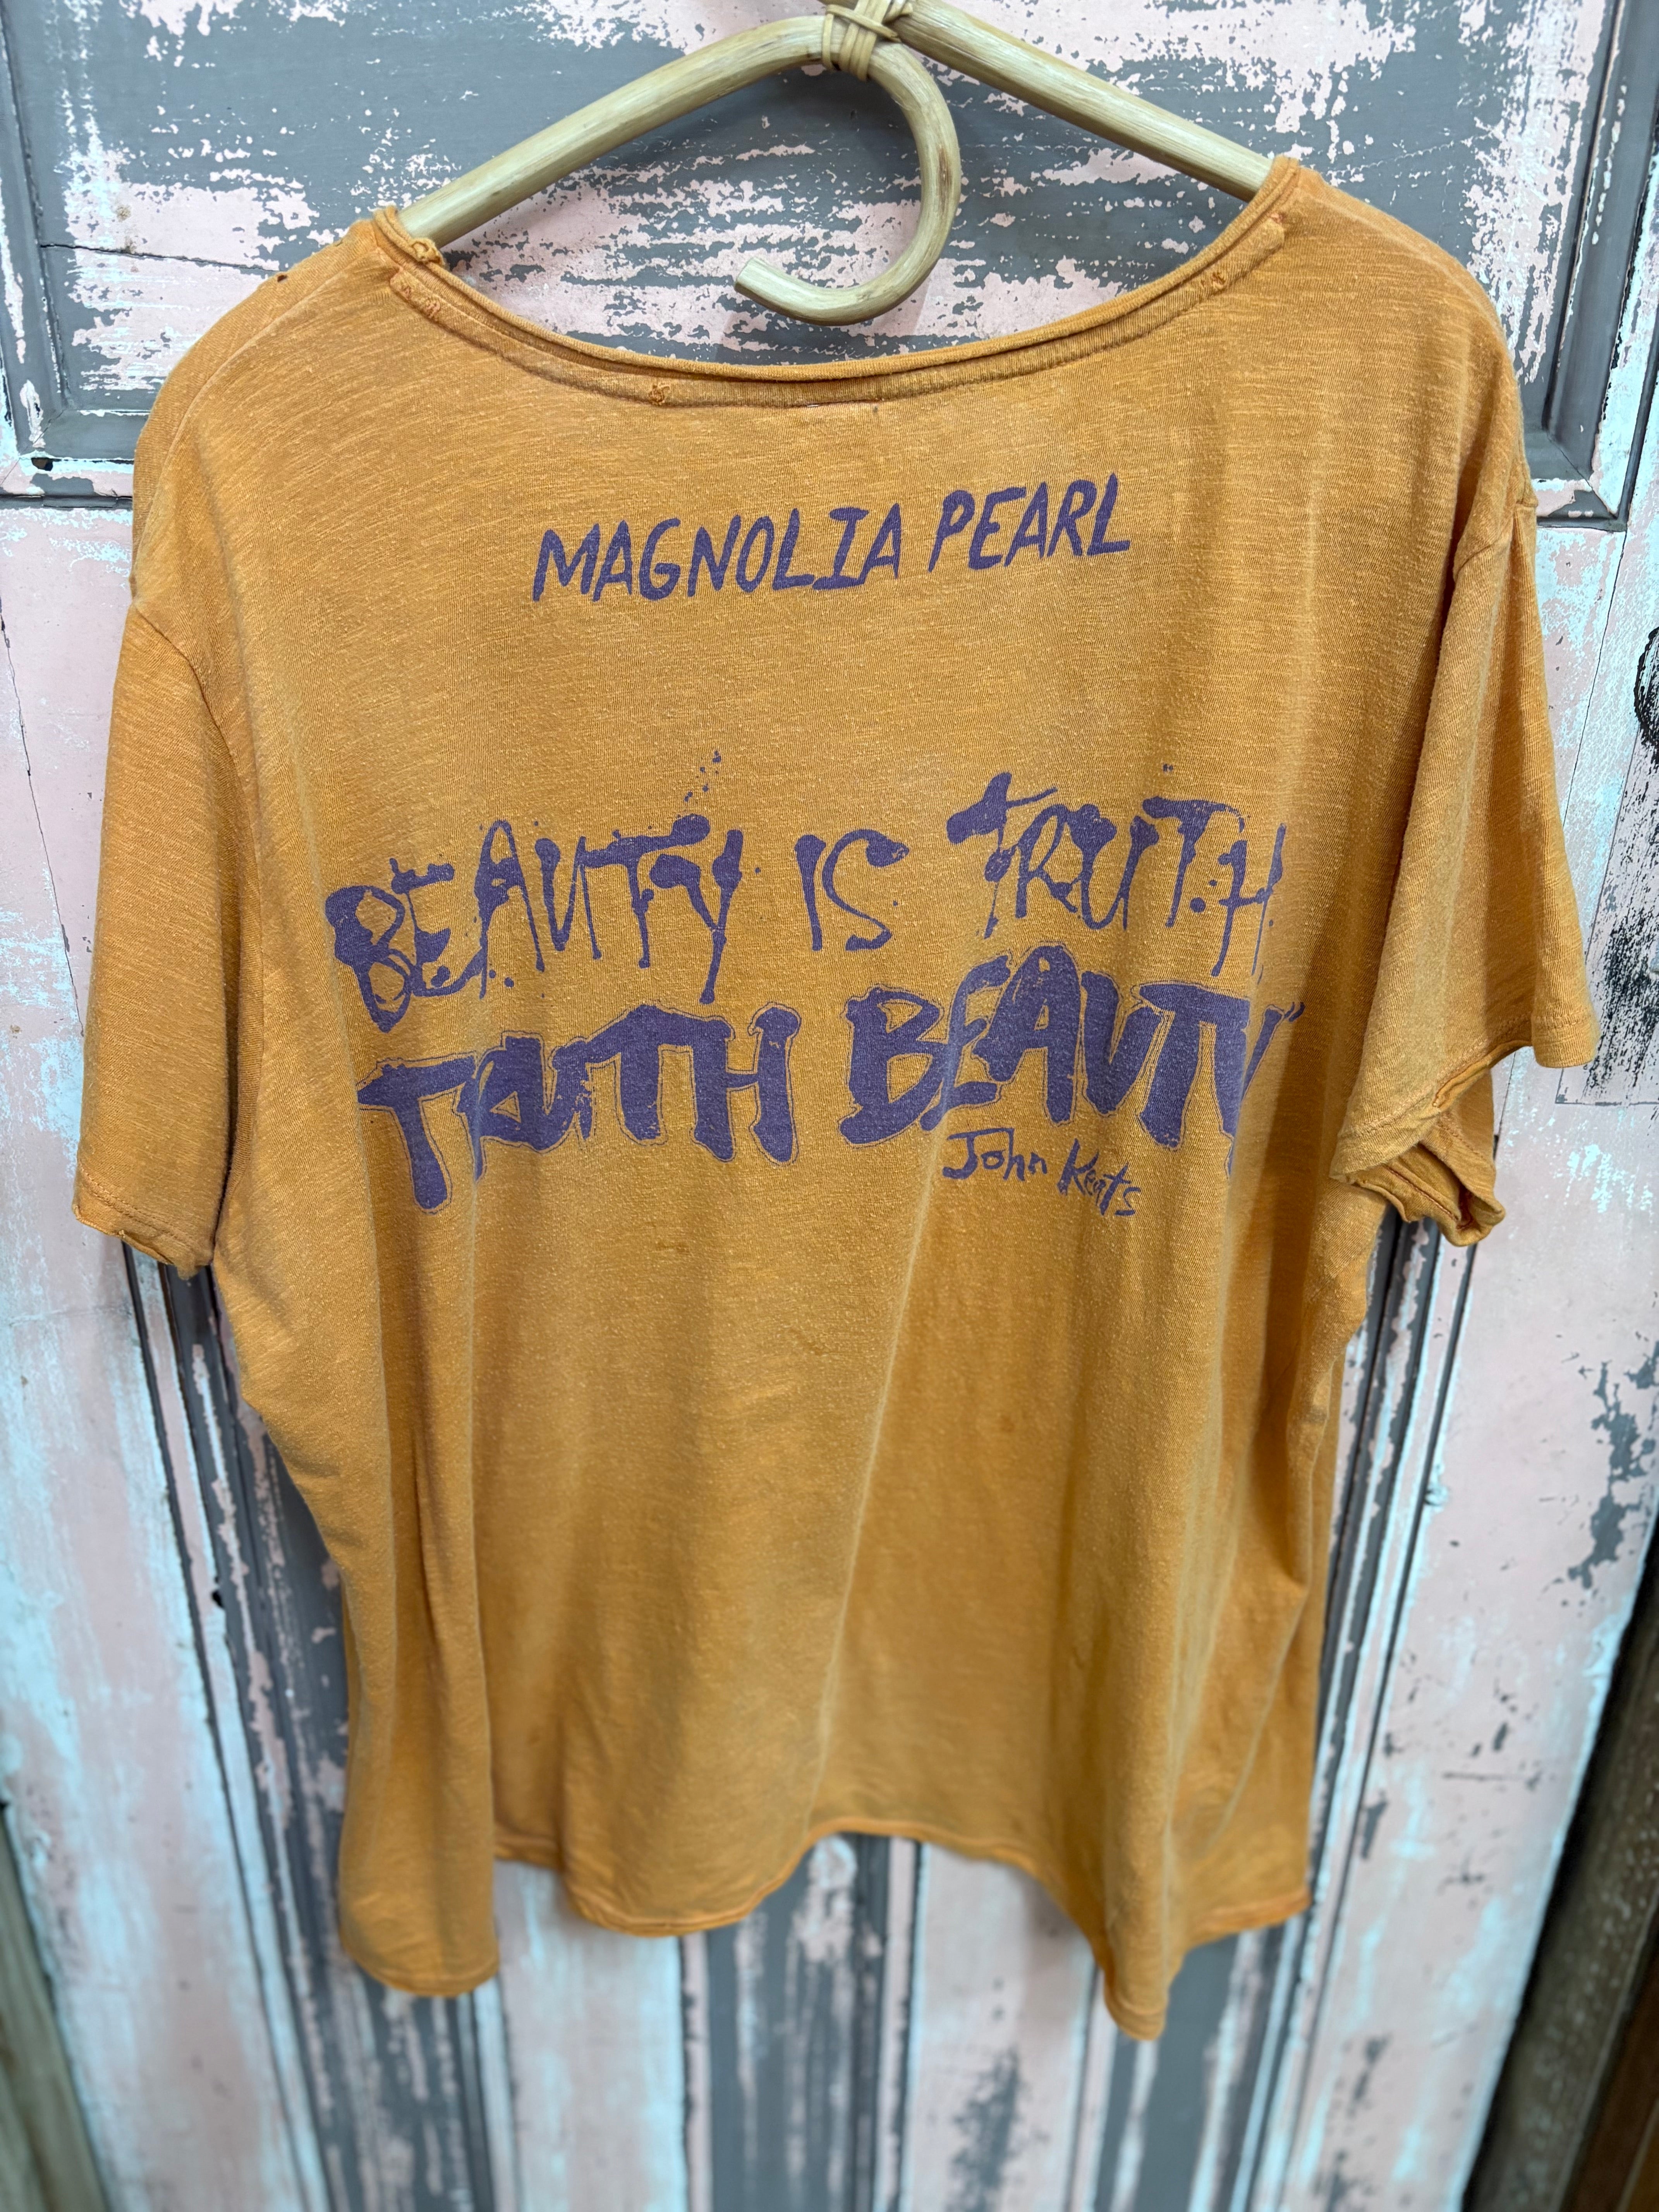 MAGNOLIA PEARL
BEAUTY IS TRUTH
TRUTH BEAUTY"
John Keats